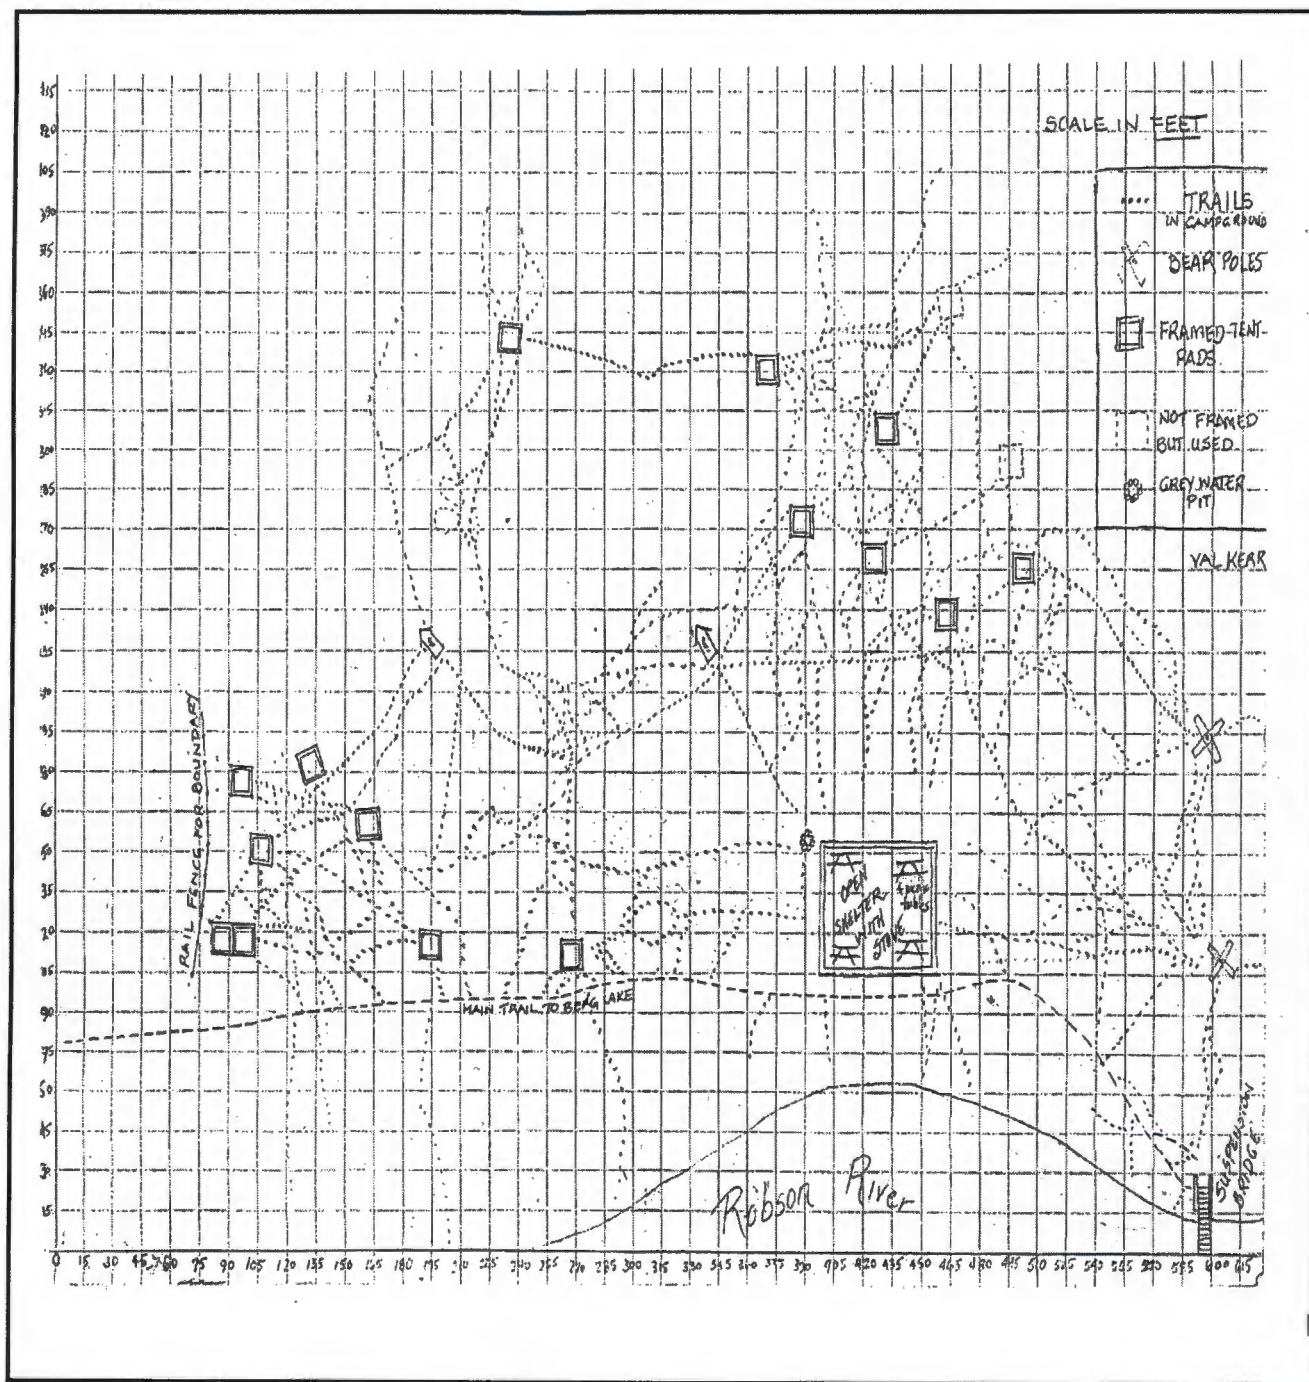 SCALE IN FEET
TRAILS
IN CAMPGROUND
BEAR POLES
FRAMED TENT
PADS
NOT FRAMED
BUT USED
GREY WATER
PIT
VAL KERR
RAIL FENCE FOR BOUNDARY
OPEN
SHELTER
WITH
STOVE
MAIN TRAIL TO BERG LAKE
Robson River
SUSPENSION
BRIDGE
0 15 30 45 60 75 90 105 120 135 150 165 180 195 210 225 240 255 270 285 300 315 330 345 360 375 390 405 420 435 450 465 480 495 510 525 540 555 570 585 600 615